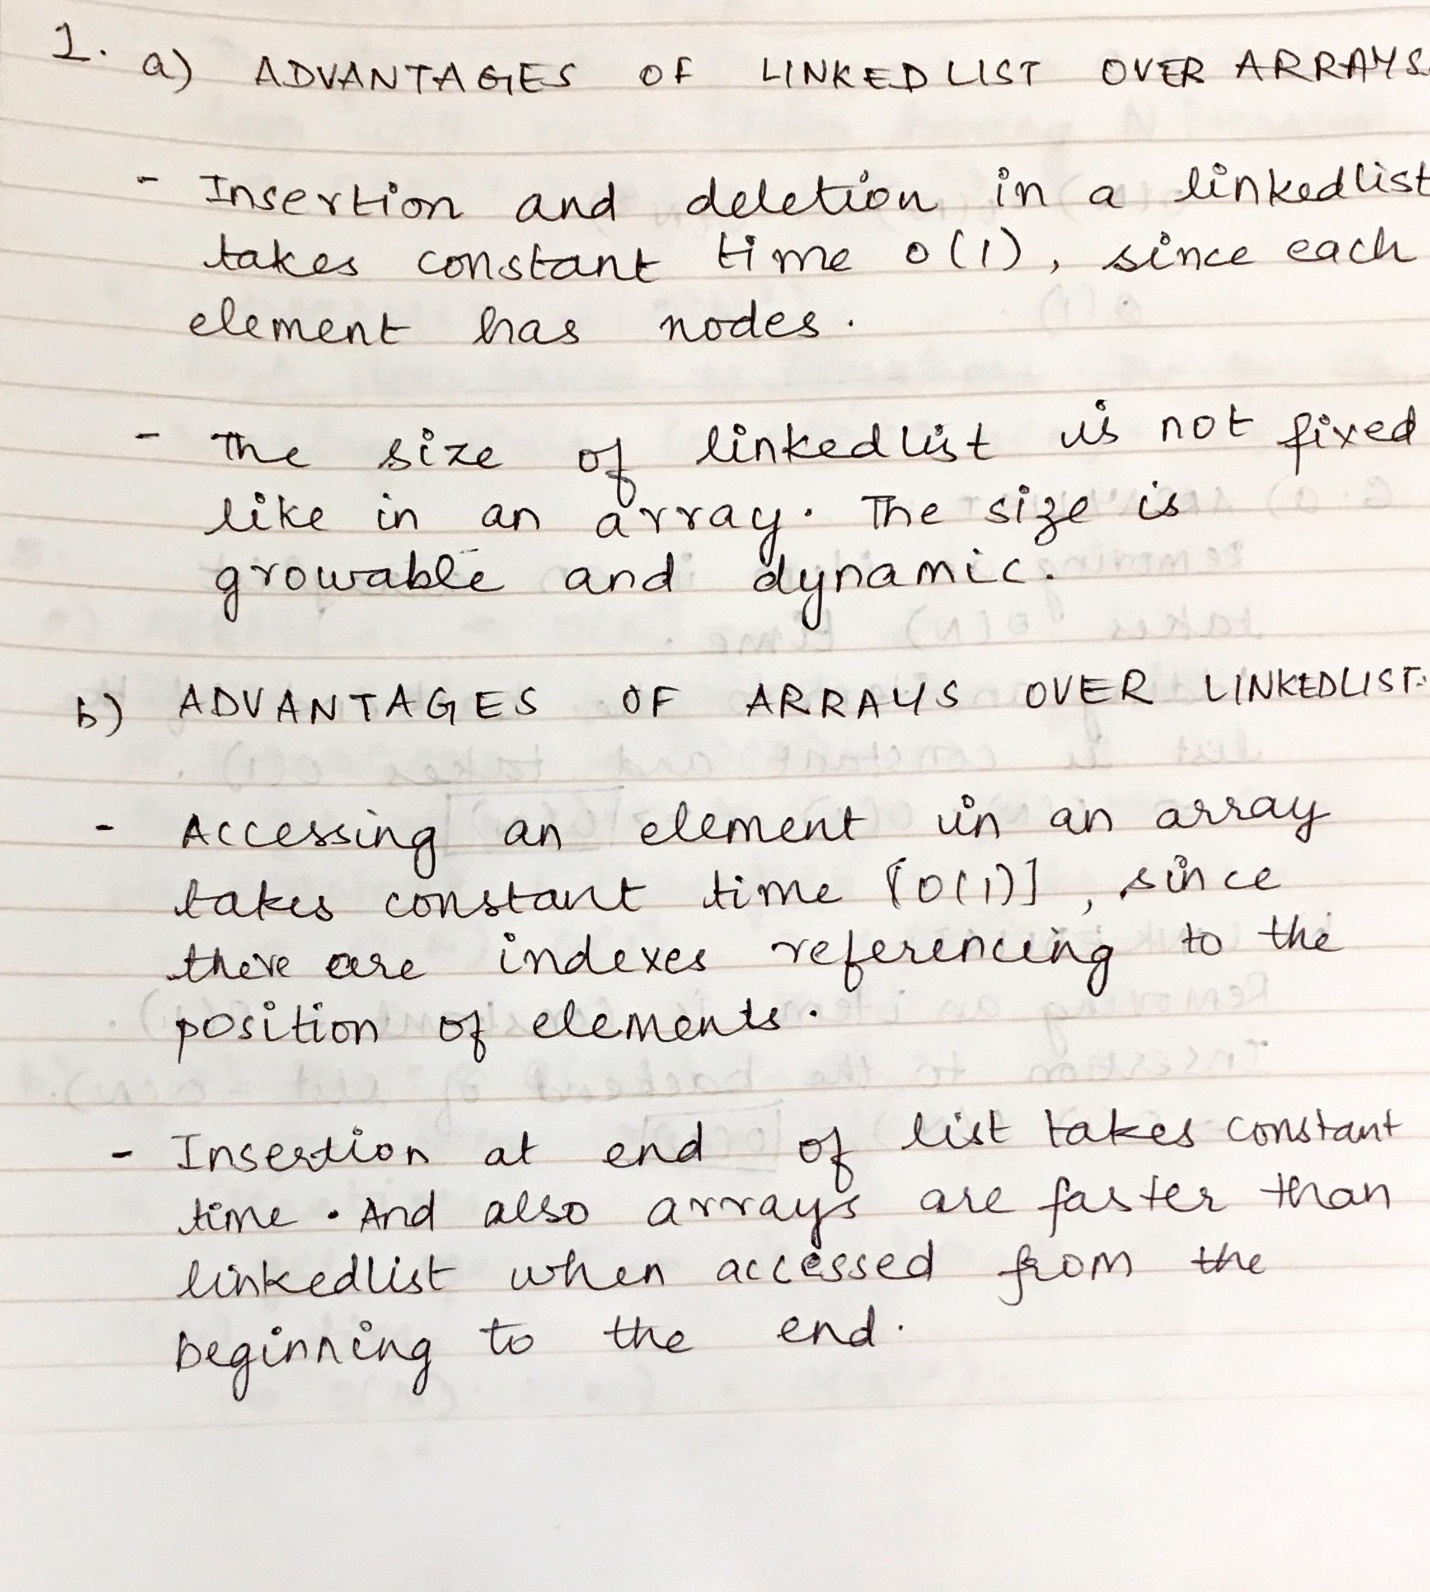 1. a) ADVANTAGES OF LINKEDLIST OVER ARRAYS.
- Insertion and deletion in a linkedlist
takes constant time o(1), since each
element has nodes.
- The size of linkedlist is not fixed
like in an array. The size is
growable and dynamic.
b) ADVANTAGES OF ARRAYS OVER LINKEDLIST.
- Accessing an element in an array
takes constant time [O(1)], since
there are indexes referencing to the
position of elements.
- Insertion at end of list takes constant
time. And also arrays are faster than
linkedlist when accessed from the
beginning to the end.